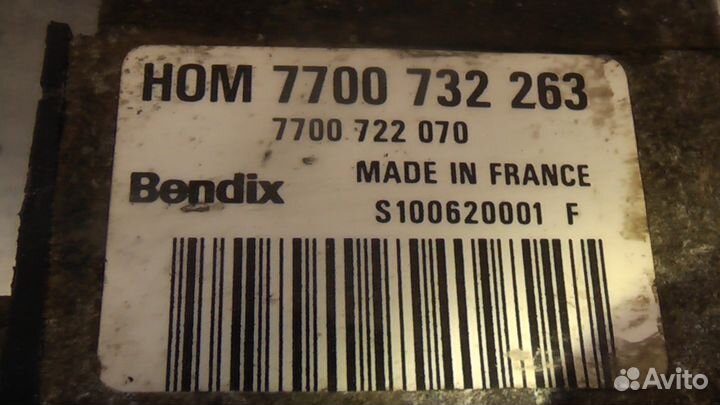 HOM 7700 732 263
7700 722 070
Bendix
MADE IN FRANCE
S100620001 F
Avito